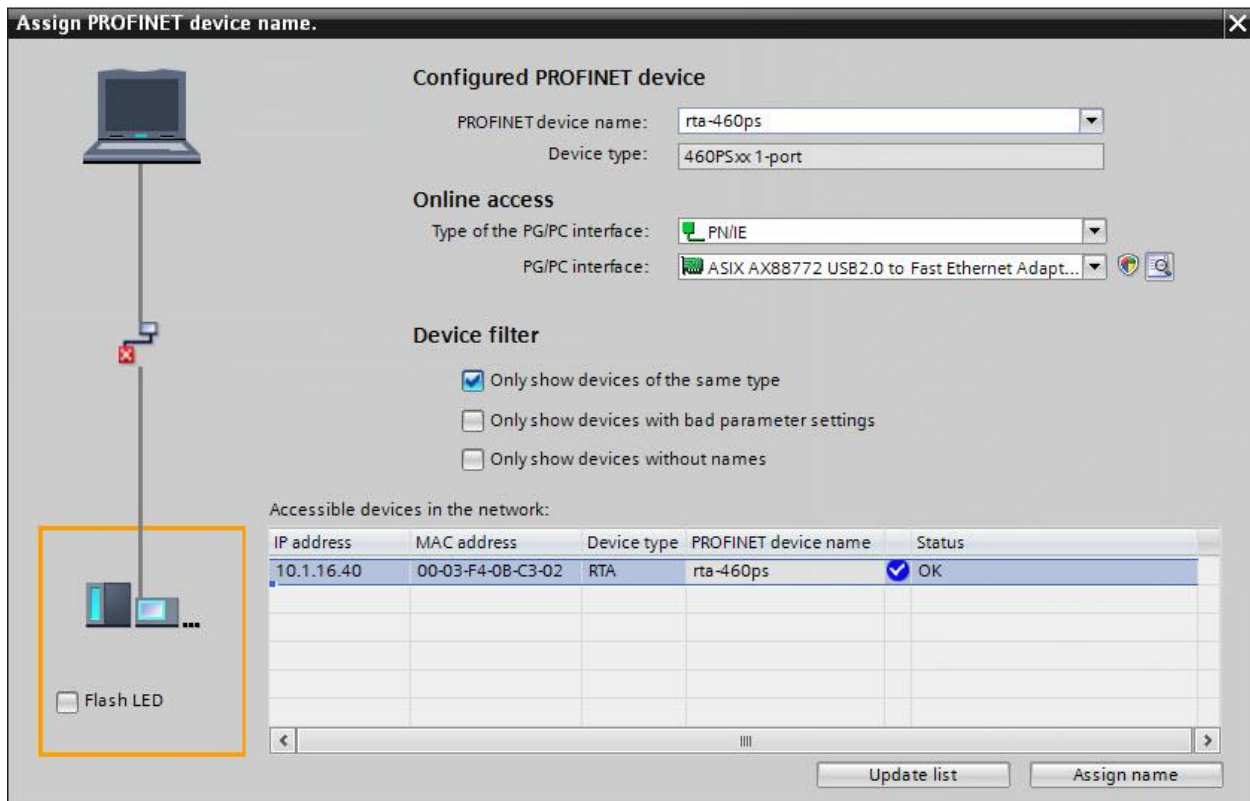 Assign PROFINET device name.
Configured PROFINET device
PROFINET device name: rta-460ps
Device type: 460PSxx 1-port
Online access
Type of the PG/PC interface: PN/IE
PG/PC interface: ASIX AX88772 USB2.0 to Fast Ethernet Adapt...
Device filter
Only show devices of the same type
Only show devices with bad parameter settings
Only show devices without names
Accessible devices in the network:
IP address MAC address Device type PROFINET device name Status
10.1.16.40 00-03-F4-0B-C3-02 RTA rta-460ps OK
...
Flash LED
Update list Assign name